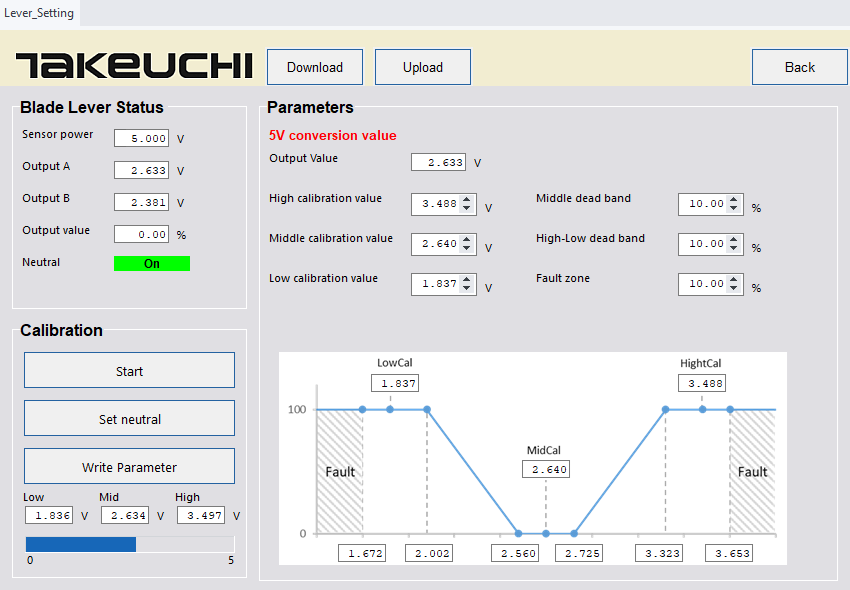 Lever_Setting
TAKEUCHI
Download
Upload
Back
Blade Lever Status
Sensor power 5.000 V
Output A 2.633 V
Output B 2.381 V
Output value 0.00 %
Neutral On
Calibration
Start
Set neutral
Write Parameter
Low Mid High
1.836 V 2.634 V 3.497 V
0 5
Parameters
5V conversion value
Output Value 2.633 V
High calibration value 3.488 V Middle dead band 10.00 %
Middle calibration value 2.640 V High-Low dead band 10.00 %
Low calibration value 1.837 V Fault zone 10.00 %
LowCal HightCal
1.837 3.488
100
MidCal
Fault 2.640 Fault
0
1.672 2.002 2.560 2.725 3.323 3.653